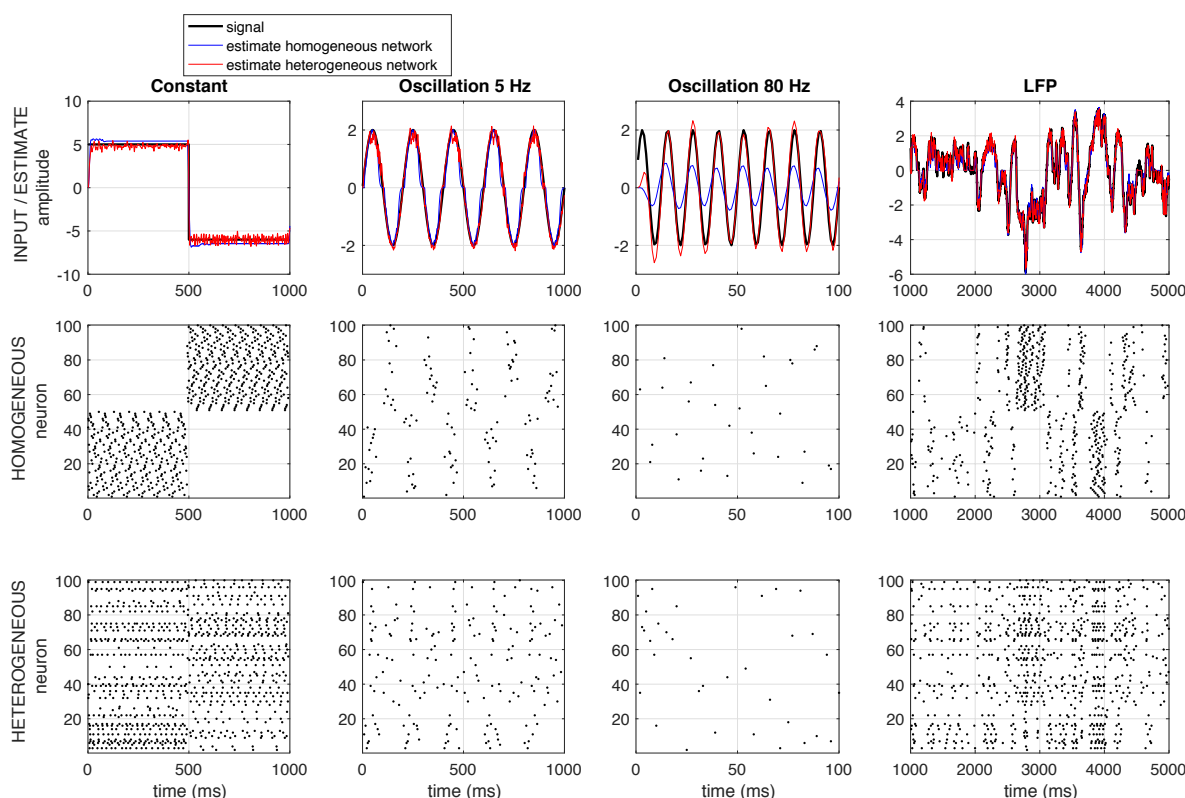 signal
estimate homogeneous network
estimate heterogeneous network
Constant
Oscillation 5 Hz
Oscillation 80 Hz
LFP
INPUT / ESTIMATE
amplitude
10
5
0
-5
-10
0 500 1000
2
0
-2
0 500 1000
2
1
0
-1
-2
0 50 100
4
2
0
-2
-4
-6
1000 2000 3000 4000 5000
HOMOGENEOUS
neuron
100
80
60
40
20
0 500 1000
100
80
60
40
20
0 500 1000
100
80
60
40
20
0 50 100
100
80
60
40
20
1000 2000 3000 4000 5000
HETEROGENEOUS
neuron
100
80
60
40
20
0 500 1000
time (ms)
100
80
60
40
20
0 500 1000
time (ms)
100
80
60
40
20
0 50 100
time (ms)
100
80
60
40
20
1000 2000 3000 4000 5000
time (ms)